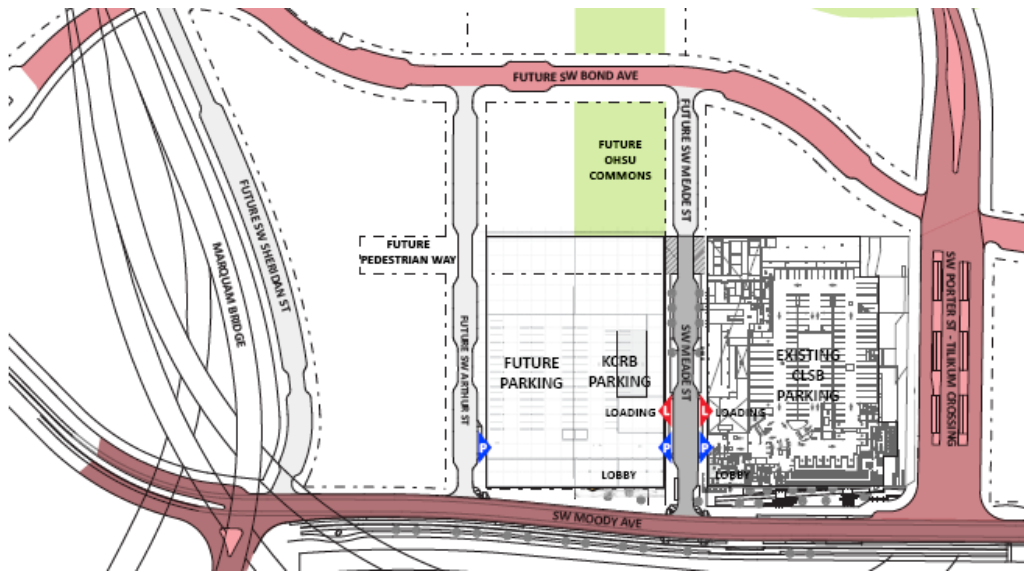 FUTURE SW BOND AVE
FUTURE SW MEADE ST
FUTURE
OHSU
COMMONS
FUTURE SW SHERIDAN ST
MARQUAM BRIDGE
FUTURE
PEDESTRIAN WAY
FUTURE SW ARTHUR ST
SW MEADE ST
SW PORTER ST - TILIKUM CROSSING
FUTURE
PARKING
KCRB
PARKING
EXISTING
CLSB
PARKING
LOADING
L
L
LOADING
P
P
P
LOBBY
LOBBY
SW MOODY AVE